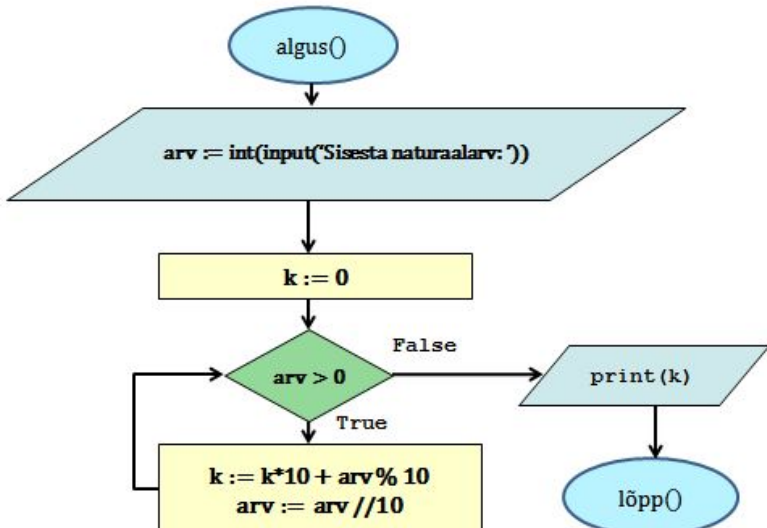 algus()
arv := int(input('Sisesta naturaalarv: '))
k := 0
arv > 0
False
print(k)
True
k := k*10 + arv % 10
arv := arv //10
lõpp()